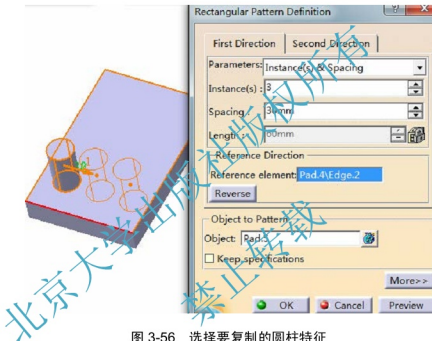 Rectangular Pattern Definition
First Direction
Second Direction
Parameters: Instance(s) & Spacing
Instance(s) : 3
Spacing : 30mm
Length : 60mm
Reference Direction
Reference element: Pad.4\Edge.2
Reverse
Object to Pattern
Object:
Keep specifications
More>>
OK
Cancel
Preview
北京大学出版社版权所有
禁止转载
图 3-56 选择要复制的圆柱特征